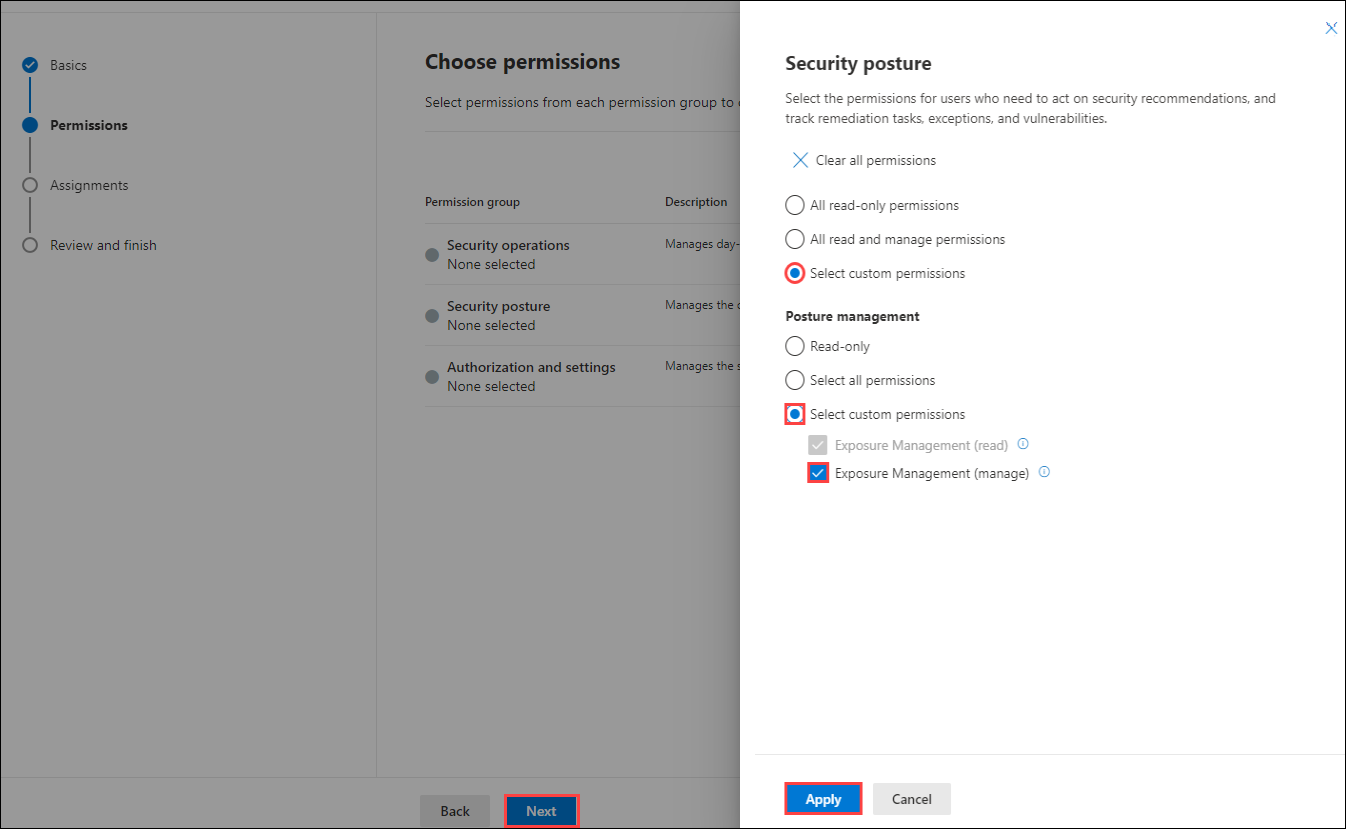 Basics
Permissions
Assignments
Review and finish
Choose permissions
Select permissions from each permission group to
Permission group
Description
Security operations
None selected
Manages day-
Security posture
None selected
Manages the
Authorization and settings
None selected
Manages the
Back
Next
Security posture
Select the permissions for users who need to act on security recommendations, and
track remediation tasks, exceptions, and vulnerabilities.
Clear all permissions
All read-only permissions
All read and manage permissions
Select custom permissions
Posture management
Read-only
Select all permissions
Select custom permissions
Exposure Management (read)
Exposure Management (manage)
Apply
Cancel